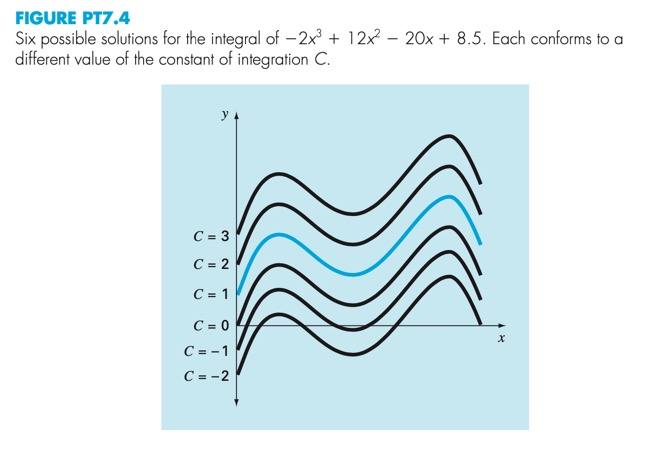 FIGURE PT7.4
Six possible solutions for the integral of −2x³ + 12x² − 20x + 8.5. Each conforms to a
different value of the constant of integration C.
y
C = 3
C = 2
C = 1
C = 0
x
C = −1
C = −2